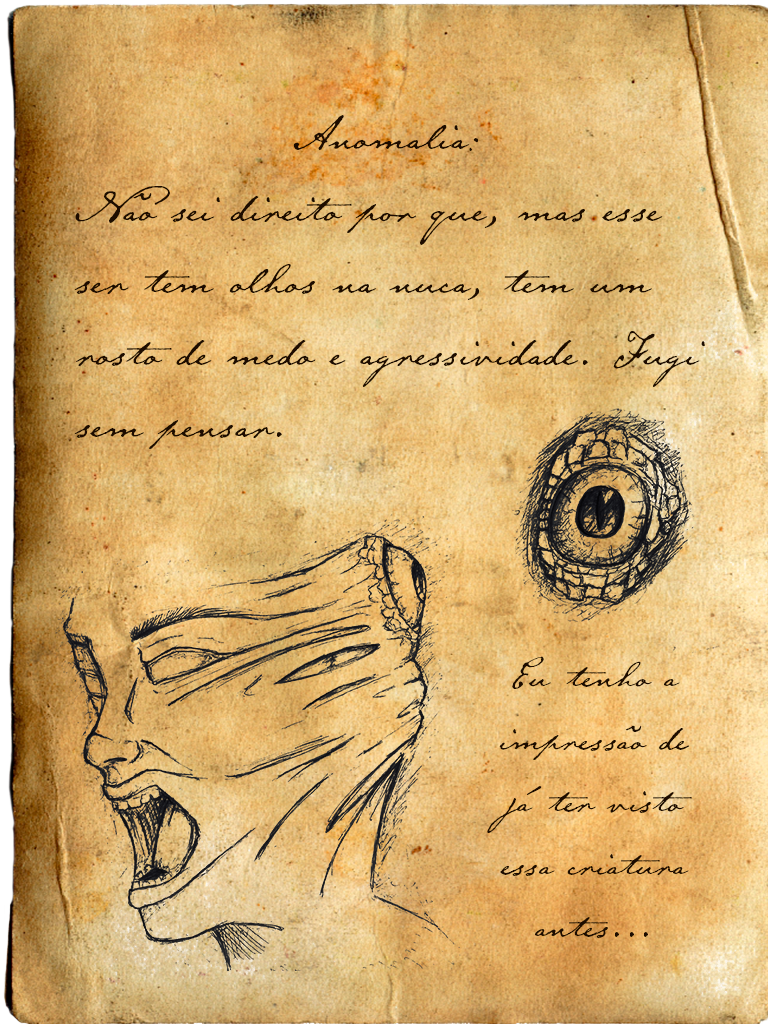 Anomalia:
Não sei direito por que, mas esse
ser tem olhos na nuca, tem um
rosto de medo e agressividade. Fugi
sem pensar.
Eu tenho a
impressão de
já ter visto
essa criatura
antes...